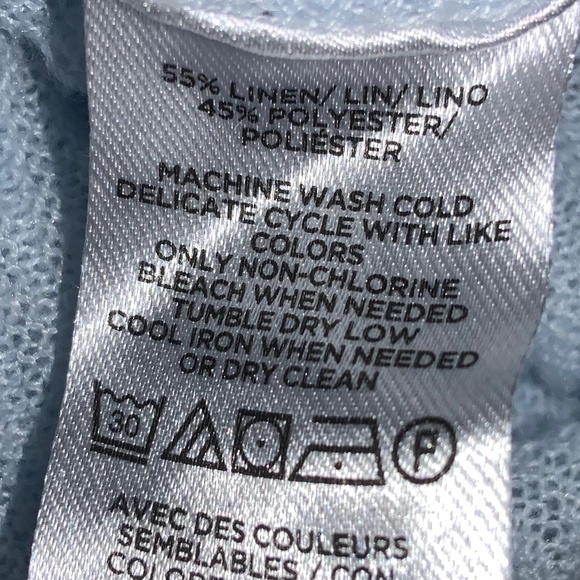 55% LINEN/ LIN/ LINO
45% POLYESTER/
POLIÉSTER
MACHINE WASH COLD
DELICATE CYCLE WITH LIKE
COLORS
ONLY NON-CHLORINE
BLEACH WHEN NEEDED
TUMBLE DRY LOW
COOL IRON WHEN NEEDED
OR DRY CLEAN
30 P
AVEC DES COULEURS
SEMBLABLES / CON